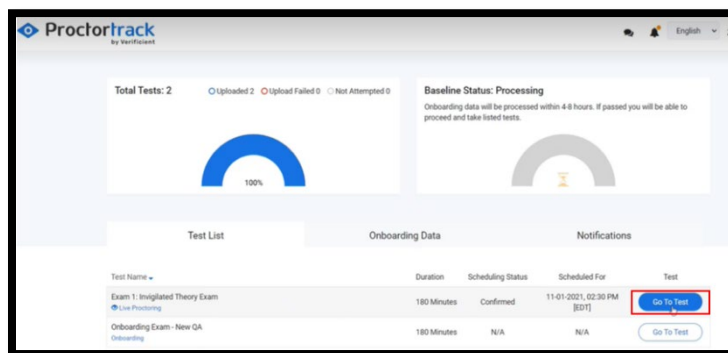 Proctortrack
by Verificient
English
Total Tests: 2
Uploaded 2 Upload Failed 0 Not Attempted 0
100%
Baseline Status: Processing
Onboarding data will be processed within 4-8 hours. If passed you will be able to
proceed and take listed tests.
Test List Onboarding Data Notifications
Test Name Duration Scheduling Status Scheduled For Test
Exam 1: Invigilated Theory Exam
Live Proctoring
180 Minutes Confirmed 11-01-2021, 02:30 PM
[EDT]
Go To Test
Onboarding Exam - New QA
Onboarding
180 Minutes N/A N/A Go To Test